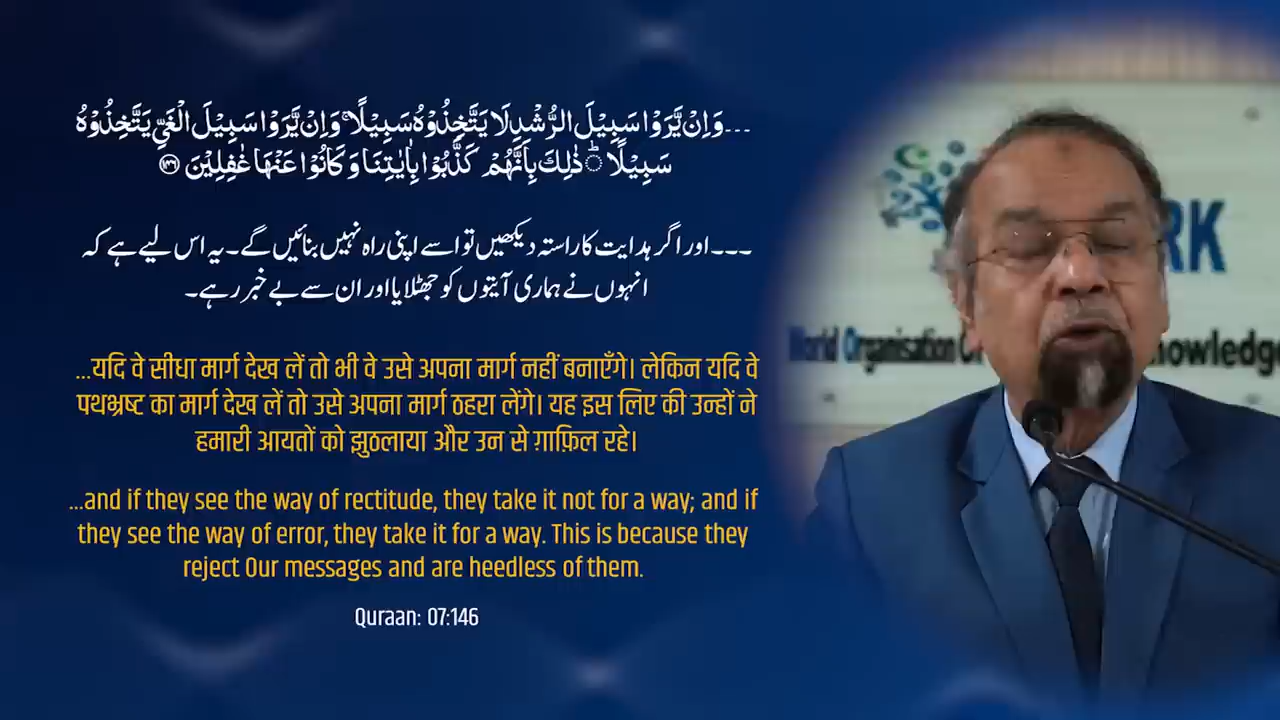 ...وَاِنْ يَّرَوْا سَبِيْلَ الرُّشْدِ لَا يَتَّخِذُوْهُ سَبِيْلًا ۚ وَاِنْ يَّرَوْا سَبِيْلَ الْغَيِّ يَتَّخِذُوْهُ
سَبِيْلًا ؕ ذٰلِكَ بِاَنَّهُمْ كَذَّبُوْا بِاٰيٰتِنَا وَ كَانُوْا عَنْهَا غٰفِلِيْنَ ﴿۱۴۶﴾
۔۔۔اور اگر ہدایت کا راستہ دیکھیں تو اسے اپنی راہ نہیں بنائیں گے۔ یہ اس لیے ہے کہ
انہوں نے ہماری آیتوں کو جھٹلایا اور ان سے بے خبر رہے۔
...यदि वे सीधा मार्ग देख लें तो भी वे उसे अपना मार्ग नहीं बनाएँगे। लेकिन यदि वे
पथभ्रष्ट का मार्ग देख लें तो उसे अपना मार्ग ठहरा लेंगे। यह इस लिए की उन्हों ने
हमारी आयतों को झुठलाया और उन से ग़ाफ़िल रहे।
...and if they see the way of rectitude, they take it not for a way; and if
they see the way of error, they take it for a way. This is because they
reject Our messages and are heedless of them.
Quraan: 07:146
RK
World Organisation Of nowledge